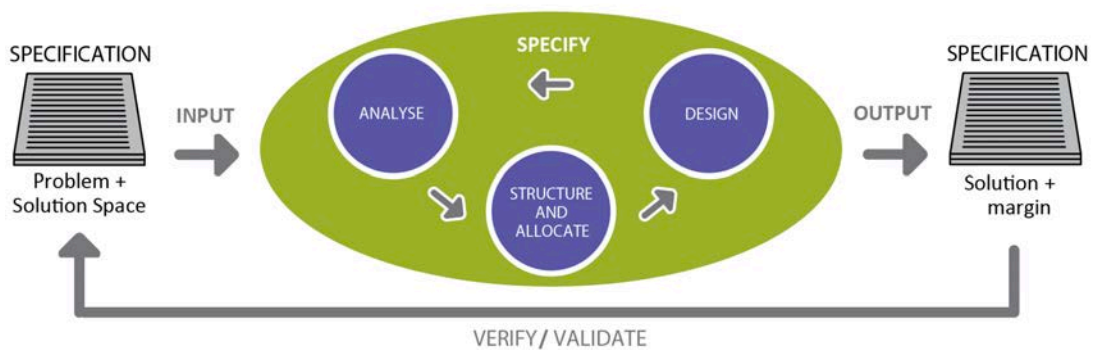 SPECIFICATION
Problem +
Solution Space
INPUT
SPECIFY
ANALYSE
STRUCTURE
AND
ALLOCATE
DESIGN
OUTPUT
SPECIFICATION
Solution +
margin
VERIFY/ VALIDATE